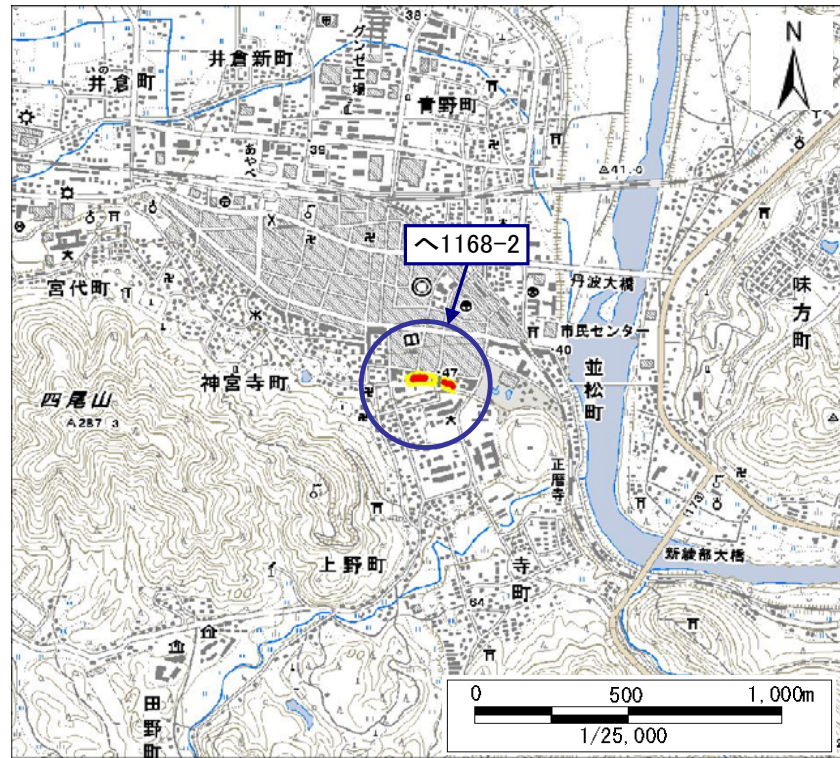 38
N
井倉新町
グンゼ工場
井倉町
いの
青野町
39
あやべ
41.0
へ1168-2
宮代町
丹波大橋
味方町
市民センター
40
並松町
47
神宮寺町
四尾山
287.3
正暦寺
上野町
新綾部大橋
寺町
64
田野町
0 500 1,000m
1/25,000